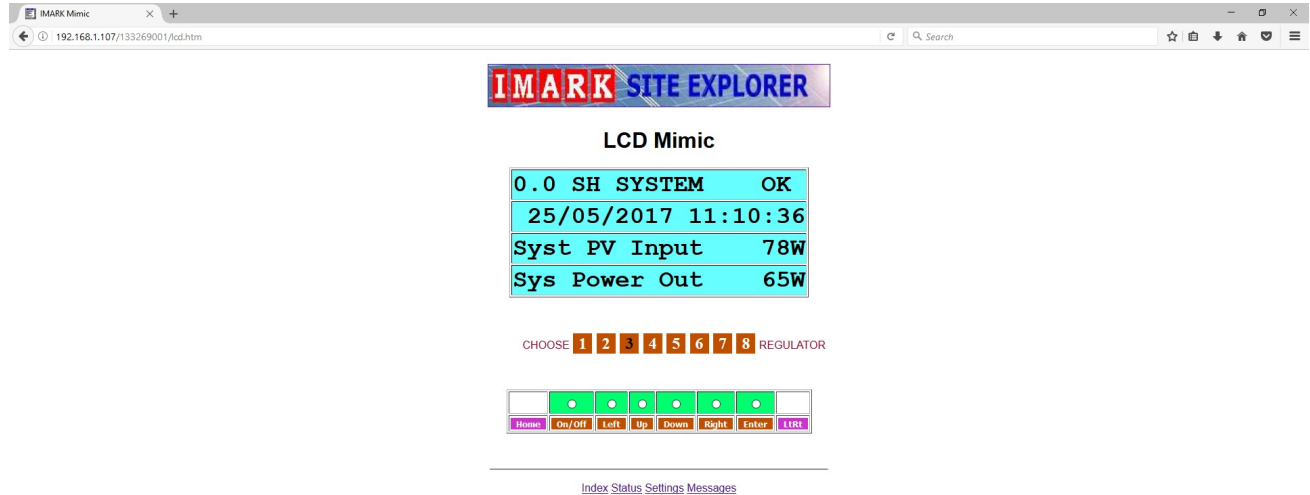 IMARK Mimic
192.168.1.107/133269001/lcd.htm Search
IMARK SITE EXPLORER
LCD Mimic
0.0 SH SYSTEM OK
25/05/2017 11:10:36
Syst PV Input 78W
Sys Power Out 65W
CHOOSE 1 2 3 4 5 6 7 8 REGULATOR
Home On/Off Left Up Down Right Enter LtRt
Index Status Settings Messages